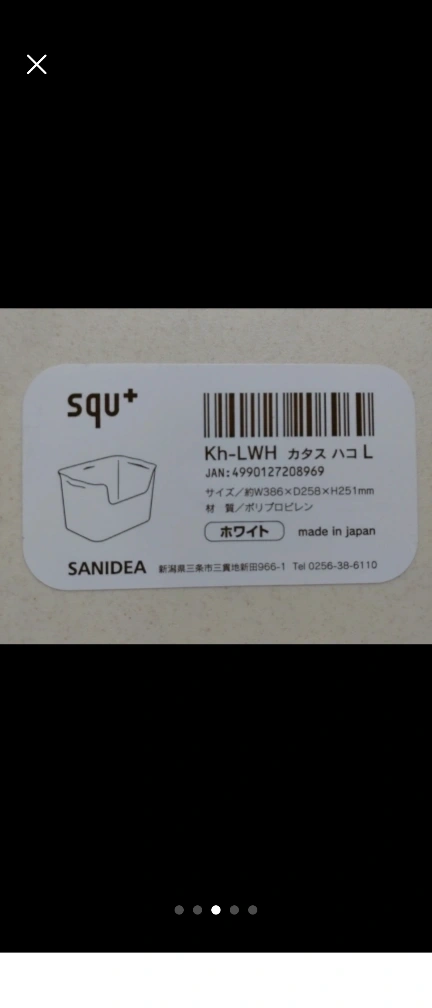 squ+
Kh-LWH カタス ハコ L
JAN:4990127208969
サイズ/約W386×D258×H251mm
材 質/ポリプロピレン
ホワイト made in japan
SANIDEA 新潟県三条市三貫地新田966-1 Tel 0256-38-6110